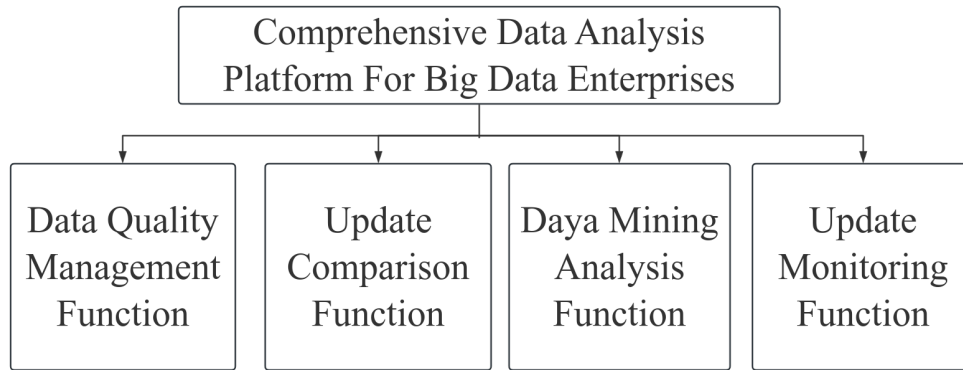 Comprehensive Data Analysis
Platform For Big Data Enterprises
Data Quality
Management
Function
Update
Comparison
Function
Daya Mining
Analysis
Function
Update
Monitoring
Function